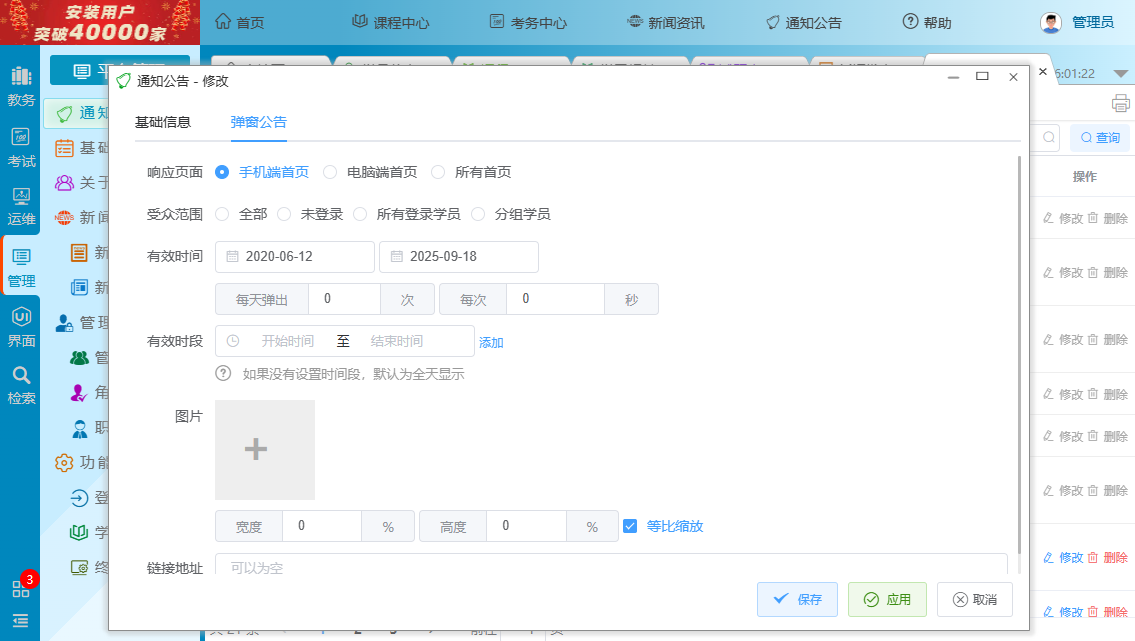 安装用户
突破40000家
首页
课程中心
考务中心
新闻资讯
通知公告
帮助
管理员
教务
考试
运维
管理
界面
检索
3
通知
基础
关于
新闻
新
新
管理
管
角
职
功能
登
学
终
6:01:22
查询
操作
修改 删除
修改 删除
修改 删除
修改 删除
修改 删除
修改 删除
修改 删除
修改 删除
通知公告 - 修改
基础信息
弹窗公告
响应页面
手机端首页
电脑端首页
所有首页
受众范围
全部
未登录
所有登录学员
分组学员
有效时间
2020-06-12
2025-09-18
每天弹出 0 次
每次 0 秒
有效时段
开始时间 至 结束时间
添加
如果没有设置时间段，默认为全天显示
图片
宽度 0 %
高度 0 %
等比缩放
链接地址
可以为空
保存
应用
取消